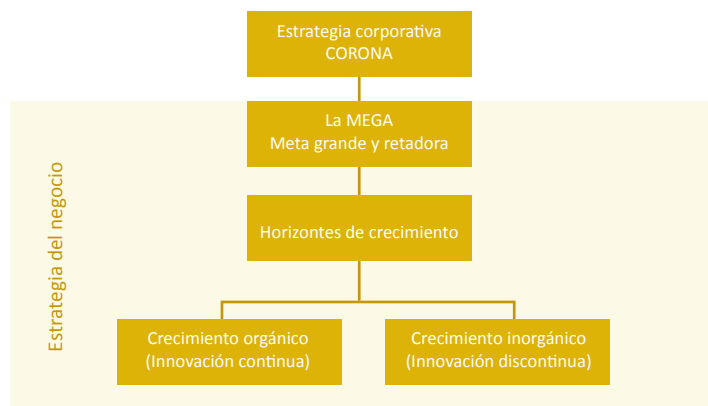 Estrategia corporativa
CORONA
La MEGA
Meta grande y retadora
Estrategia del negocio
Horizontes de crecimiento
Crecimiento orgánico
(Innovación continua)
Crecimiento inorgánico
(Innovación discontinua)